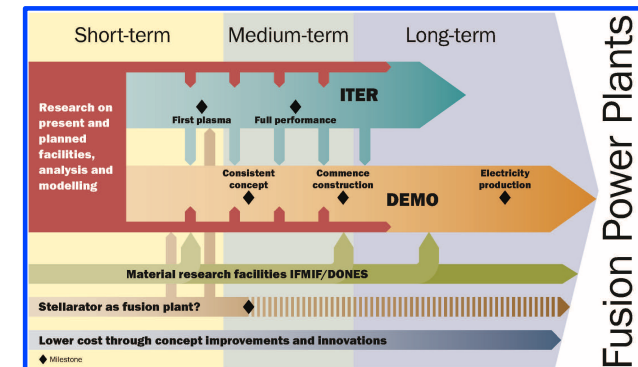 Short-term
Medium-term
Long-term
Research on
present and
planned
facilities,
analysis and
modelling
ITER
First plasma
Full performance
Consistent
concept
Commence
construction
Electricity
production
DEMO
Material research facilities IFMIF/DONES
Stellarator as fusion plant?
Lower cost through concept improvements and innovations
Milestone
Fusion Power Plants